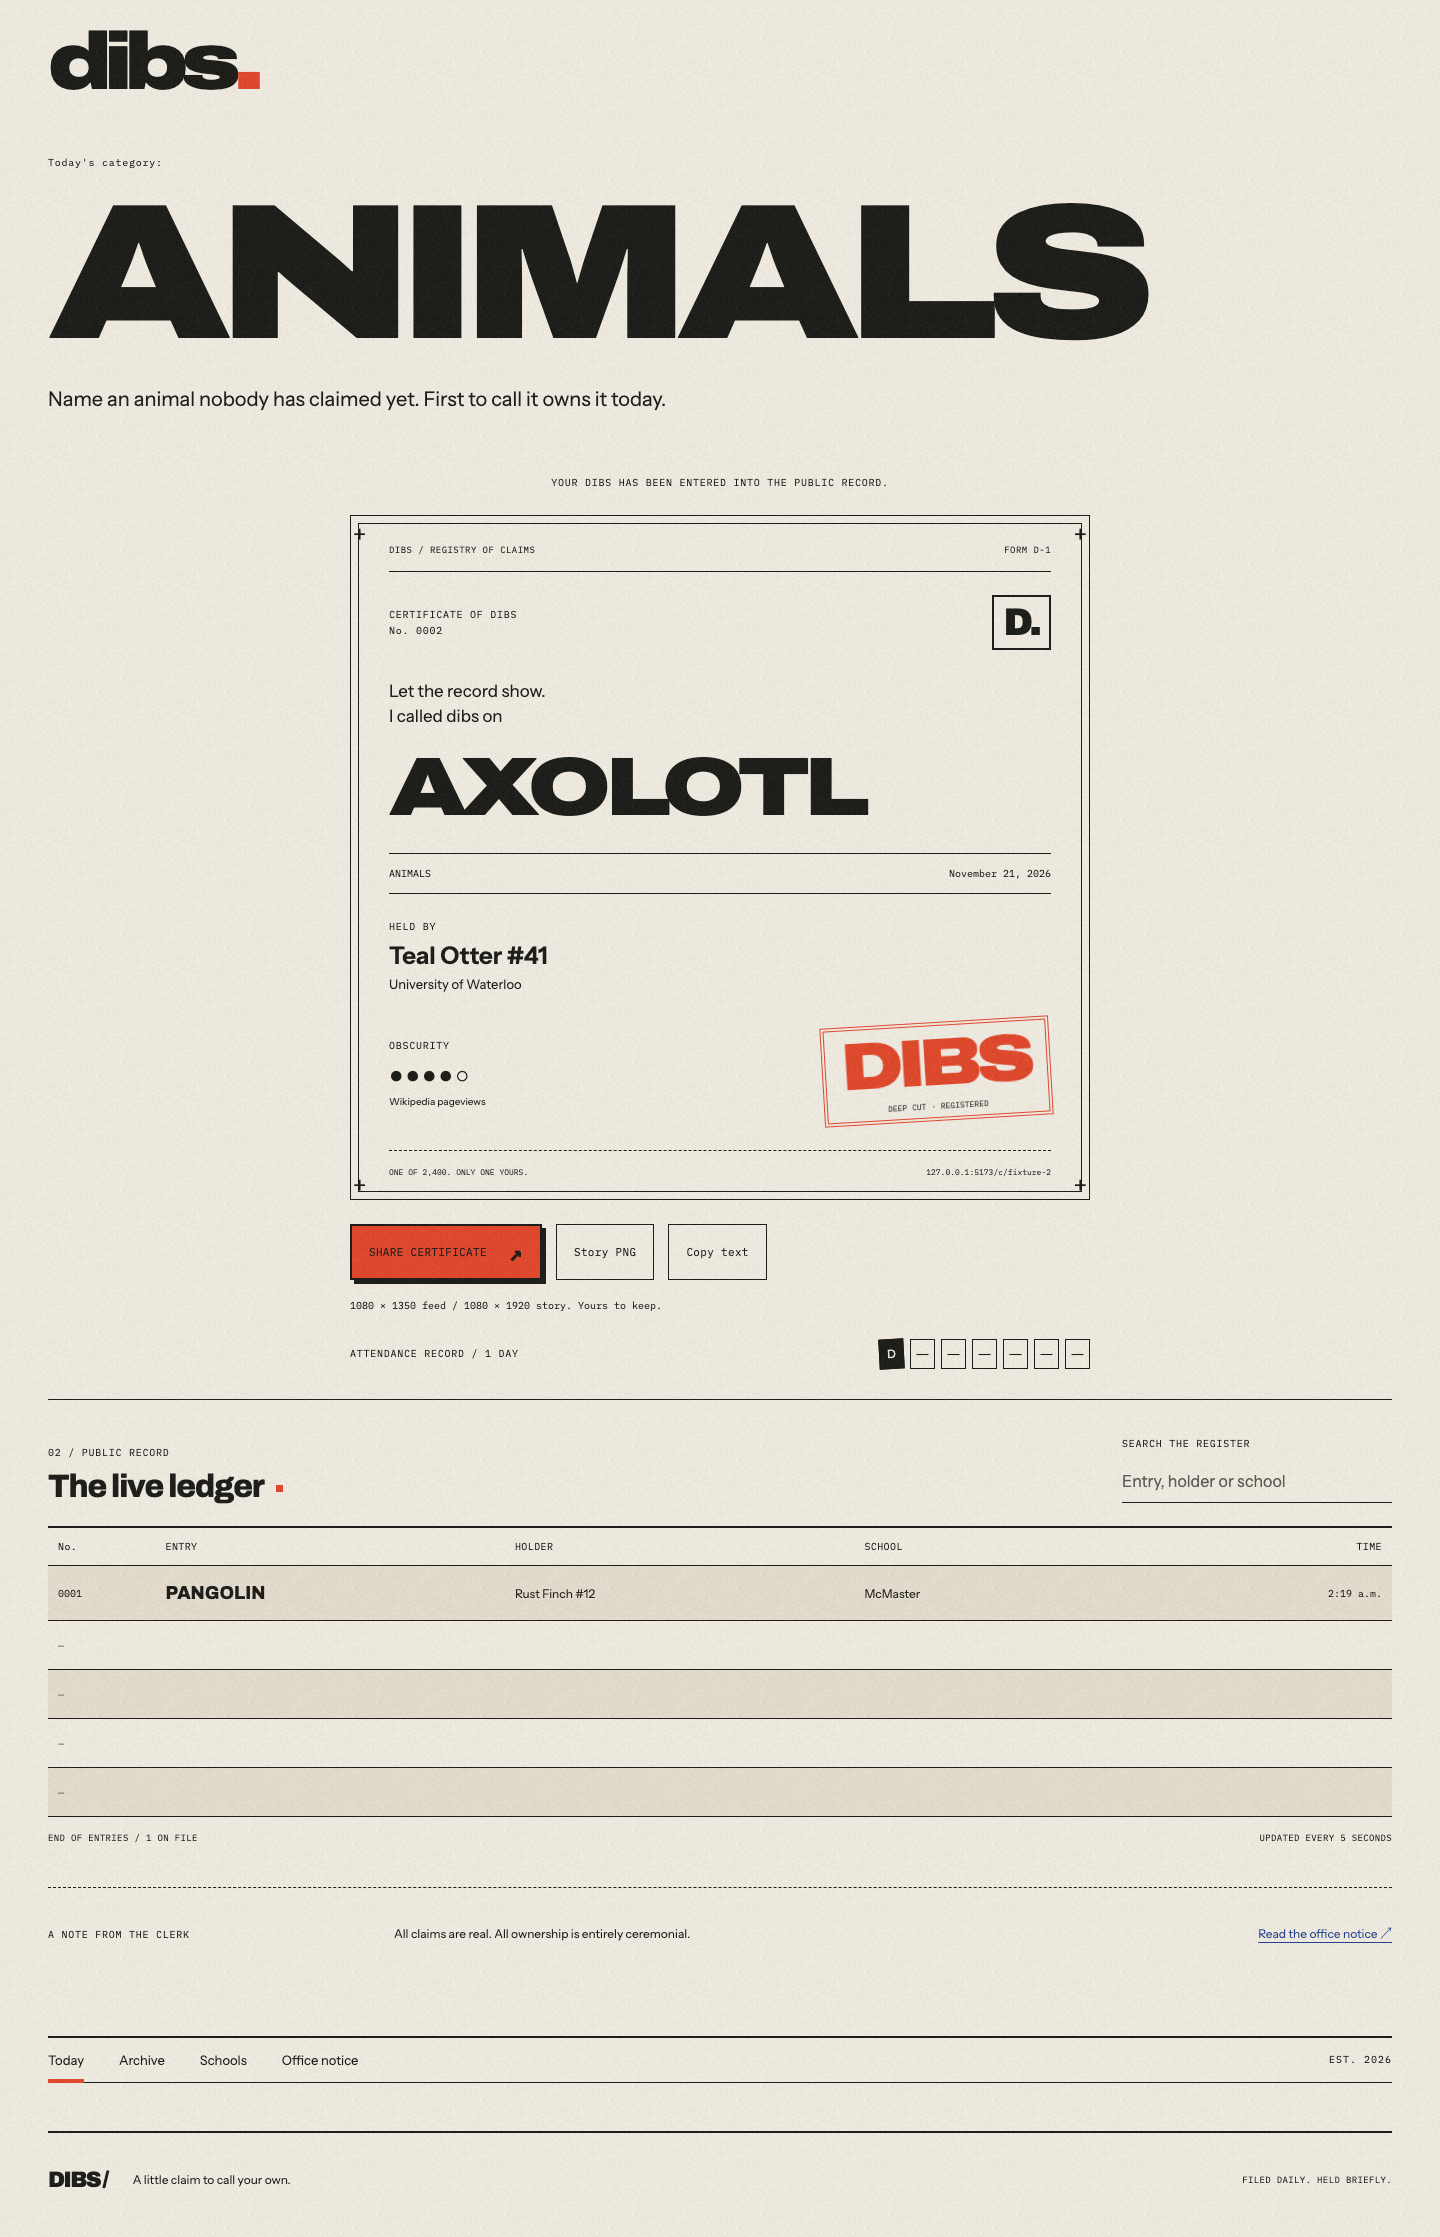 dibs.
Today's category:
ANIMALS
Name an animal nobody has claimed yet. First to call it owns it today.
YOUR DIBS HAS BEEN ENTERED INTO THE PUBLIC RECORD.
DIBS / REGISTRY OF CLAIMS
FORM D-1
CERTIFICATE OF DIBS
No. 0002
D.
Let the record show.
I called dibs on
AXOLOTL
ANIMALS
November 21, 2026
HELD BY
Teal Otter #41
University of Waterloo
OBSCURITY
Wikipedia pageviews
DIBS
DEEP CUT · REGISTERED
ONE OF 2,400. ONLY ONE YOURS.
127.0.0.1:5173/c/fixture-2
SHARE CERTIFICATE ↗
Story PNG
Copy text
1080 × 1350 feed / 1080 × 1920 story. Yours to keep.
ATTENDANCE RECORD / 1 DAY
D — — — — — —
02 / PUBLIC RECORD
The live ledger
SEARCH THE REGISTER
Entry, holder or school
No. ENTRY HOLDER SCHOOL TIME
0001 PANGOLIN Rust Finch #12 McMaster 2:19 a.m.
—
—
—
—
END OF ENTRIES / 1 ON FILE
UPDATED EVERY 5 SECONDS
A NOTE FROM THE CLERK
All claims are real. All ownership is entirely ceremonial.
Read the office notice ↗
Today Archive Schools Office notice
EST. 2026
DIBS/
A little claim to call your own.
FILED DAILY. HELD BRIEFLY.